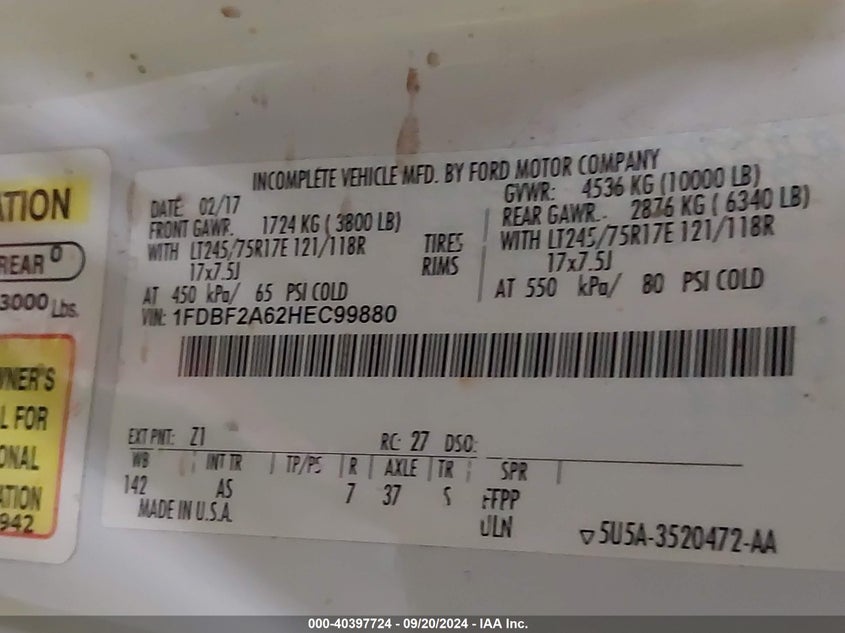 INCOMPLETE VEHICLE MFD. BY FORD MOTOR COMPANY
DATE: 02/17 GVWR: 4536 KG (10000 LB)
FRONT GAWR. 1724 KG ( 3800 LB) REAR GAWR.- 2876 KG ( 6340 LB)
WITH LT245/75R17E 121/118R TIRES WITH LT245/75R17E 121/118R
17x7.5J RIMS 17x7.5J
AT 450 kPa/ 65 PSI COLD AT 550 kPa/ 80 PSI COLD
VIN: 1FDBF2A62HEC99880
EXT PNT: Z1 RC: 27 DSO:
WB INT TR TP/PS R AXLE TR SPR
142 AS 7 37 S FFPP
MADE IN U.S.A. ULN
▽5U5A-3520472-AA
ATION
REAR
3000 Lbs.
WNER'S
L FOR
ONAL
ATION
942
000-40397724 - 09/20/2024 - IAA Inc.